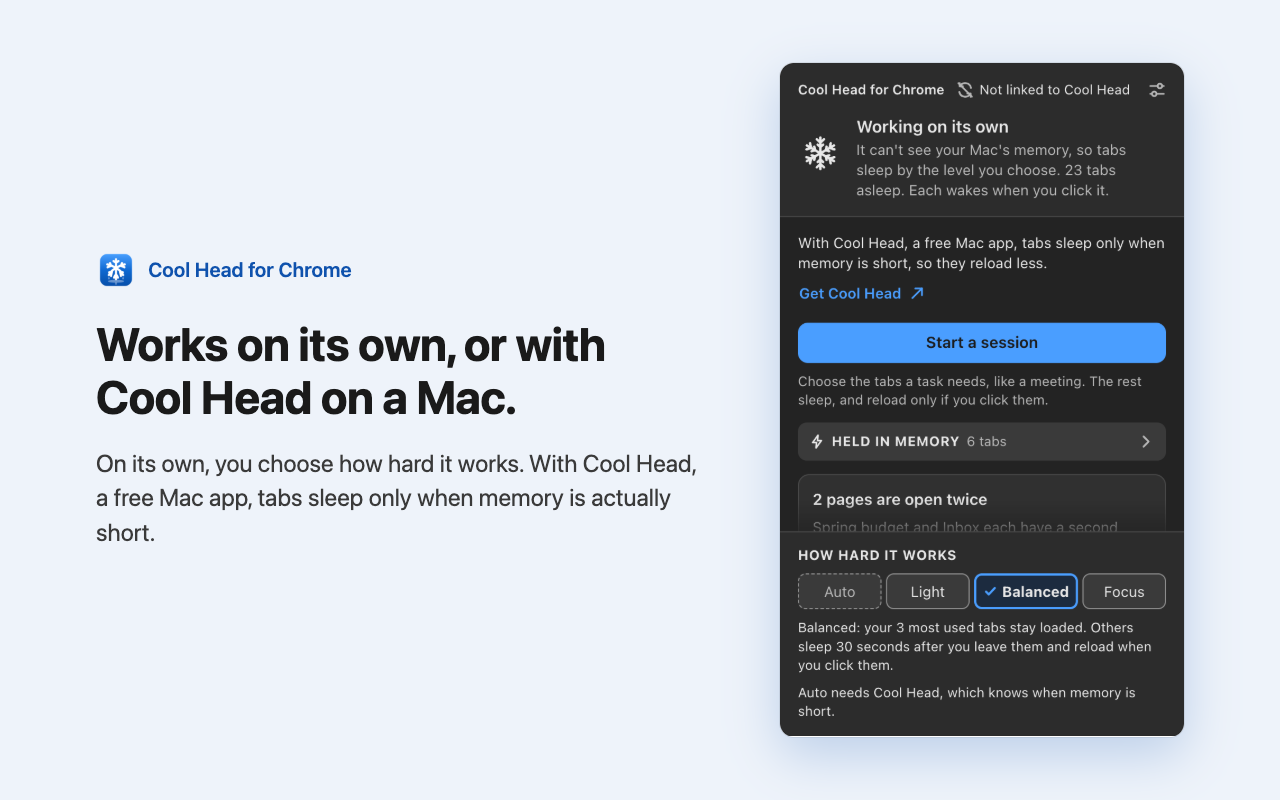 Cool Head for Chrome
Works on its own, or with
Cool Head on a Mac.
On its own, you choose how hard it works. With Cool Head,
a free Mac app, tabs sleep only when memory is actually
short.
Cool Head for Chrome
Not linked to Cool Head
Working on its own
It can't see your Mac's memory, so tabs
sleep by the level you choose. 23 tabs
asleep. Each wakes when you click it.
With Cool Head, a free Mac app, tabs sleep only when
memory is short, so they reload less.
Get Cool Head
Start a session
Choose the tabs a task needs, like a meeting. The rest
sleep, and reload only if you click them.
HELD IN MEMORY 6 tabs
2 pages are open twice
Spring budget and Inbox each have a second
HOW HARD IT WORKS
Auto
Light
Balanced
Focus
Balanced: your 3 most used tabs stay loaded. Others
sleep 30 seconds after you leave them and reload when
you click them.
Auto needs Cool Head, which knows when memory is
short.